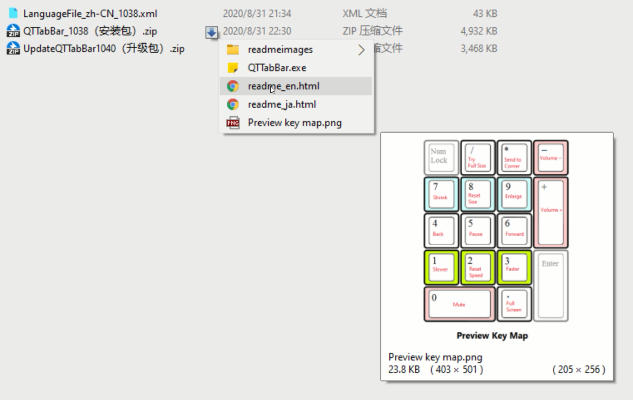 LanguageFile_zh-CN_1038.xml 2020/8/31 21:34 XML 文档 43 KB
QTTabBar_1038（安装包）.zip 2020/8/31 22:30 ZIP 压缩文件 4,932 KB
UpdateQTTabBar1040（升级包）.zip 缩文件 3,468 KB
readmeimages
QTTabBar.exe
readme_en.html
readme_ja.html
PNG Preview key map.png
Num Lock / Try Full Size * Send to Corner − Volume −
7 Shrink 8 Reset Size 9 Enlarge + Volume +
4 Back 5 Pause 6 Forward
1 Slower 2 Reset Speed 3 Faster Enter
0 Mute . Full Screen
Preview Key Map
Preview key map.png
23.8 KB ( 403 × 501 ) ( 205 × 256 )